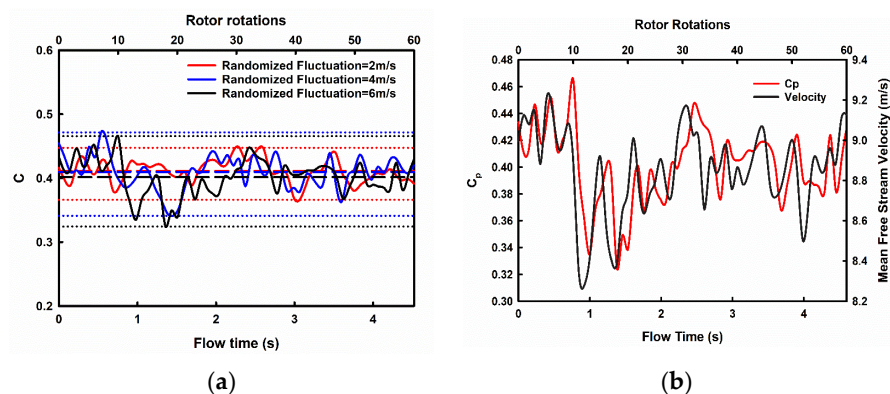 Rotor rotations
0 10 20 30 40 50 60
0.6
0.5
0.4
0.3
0.2
C
Randomized Fluctuation=2m/s
Randomized Fluctuation=4m/s
Randomized Fluctuation=6m/s
0 1 2 3 4
Flow time (s)
(a)
Rotor Rotations
0 10 20 30 40 50 60
0.48
0.46
0.44
0.42
0.40
0.38
0.36
0.34
0.32
0.30
Cp
Cp
Velocity
9.4
9.2
9.0
8.8
8.6
8.4
8.2
Mean Free Stream Velocity (m/s)
0 1 2 3 4
Flow Time (s)
(b)